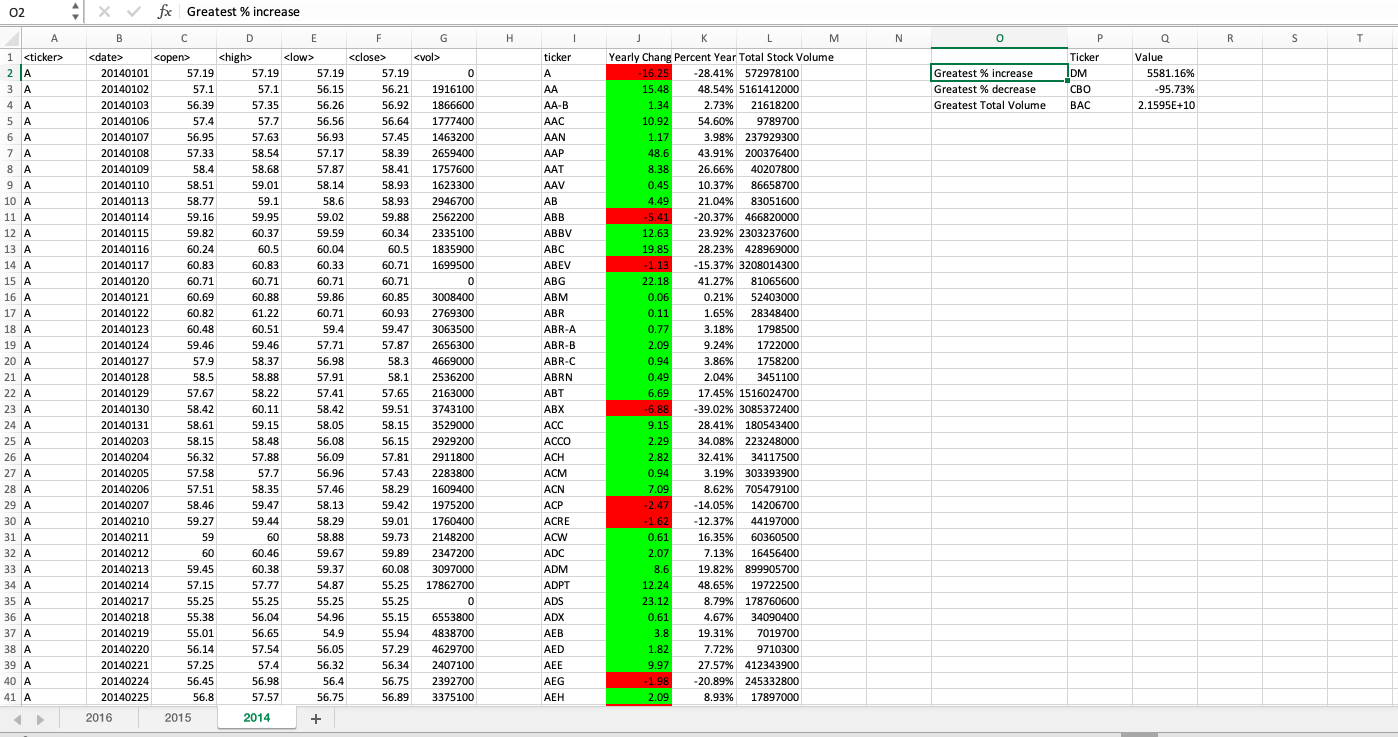 O2 fx Greatest % increase
A B C D E F G H I J K L M N O P Q R S T
1 <ticker> <date> <open> <high> <low> <close> <vol> ticker Yearly Chang Percent Year Total Stock Volume Ticker Value
2 A 20140101 57.19 57.19 57.19 57.19 0 A -16.25 -28.41% 572978100 Greatest % increase DM 5581.16%
3 A 20140102 57.1 57.1 56.15 56.21 1916100 AA 15.48 48.54% 5161412000 Greatest % decrease CBO -95.73%
4 A 20140103 56.39 57.35 56.26 56.92 1866600 AA-B 1.34 2.73% 21618200 Greatest Total Volume BAC 2.1595E+10
5 A 20140106 57.4 57.7 56.56 56.64 1777400 AAC 10.92 54.60% 9789700
6 A 20140107 56.95 57.63 56.93 57.45 1463200 AAN 1.17 3.98% 237929300
7 A 20140108 57.33 58.54 57.17 58.39 2659400 AAP 48.6 43.91% 200376400
8 A 20140109 58.4 58.68 57.87 58.41 1757600 AAT 8.38 26.66% 40207800
9 A 20140110 58.51 59.01 58.14 58.93 1623300 AAV 0.45 10.37% 86658700
10 A 20140113 58.77 59.1 58.6 58.93 2946700 AB 4.49 21.04% 83051600
11 A 20140114 59.16 59.95 59.02 59.88 2562200 ABB -5.41 -20.37% 466820000
12 A 20140115 59.82 60.37 59.59 60.34 2335100 ABBV 12.63 23.92% 2303237600
13 A 20140116 60.24 60.5 60.04 60.5 1835900 ABC 19.85 28.23% 428969000
14 A 20140117 60.83 60.83 60.33 60.71 1699500 ABEV -1.13 -15.37% 3208014300
15 A 20140120 60.71 60.71 60.71 60.71 0 ABG 22.18 41.27% 81065600
16 A 20140121 60.69 60.88 59.86 60.85 3008400 ABM 0.06 0.21% 52403000
17 A 20140122 60.82 61.22 60.71 60.93 2769300 ABR 0.11 1.65% 28348400
18 A 20140123 60.48 60.51 59.4 59.47 3063500 ABR-A 0.77 3.18% 1798500
19 A 20140124 59.46 59.46 57.71 57.87 2656300 ABR-B 2.09 9.24% 1722000
20 A 20140127 57.9 58.37 56.98 58.3 4669000 ABR-C 0.94 3.86% 1758200
21 A 20140128 58.5 58.88 57.91 58.1 2536200 ABRN 0.49 2.04% 3451100
22 A 20140129 57.67 58.22 57.41 57.65 2163000 ABT 6.69 17.45% 1516024700
23 A 20140130 58.42 60.11 58.42 59.51 3743100 ABX -6.88 -39.02% 3085372400
24 A 20140131 58.61 59.15 58.05 58.15 3529000 ACC 9.15 28.41% 180543400
25 A 20140203 58.15 58.48 56.08 56.15 2929200 ACCO 2.29 34.08% 223248000
26 A 20140204 56.32 57.88 56.09 57.81 2911800 ACH 2.82 32.41% 34117500
27 A 20140205 57.58 57.7 56.96 57.43 2283800 ACM 0.94 3.19% 303393900
28 A 20140206 57.51 58.35 57.46 58.29 1609400 ACN 7.09 8.62% 705479100
29 A 20140207 58.46 59.47 58.13 59.42 1975200 ACP -2.47 -14.05% 14206700
30 A 20140210 59.27 59.44 58.29 59.01 1760400 ACRE -1.62 -12.37% 44197000
31 A 20140211 59 60 58.88 59.73 2148200 ACW 0.61 16.35% 60360500
32 A 20140212 60 60.46 59.67 59.89 2347200 ADC 2.07 7.13% 16456400
33 A 20140213 59.45 60.38 59.37 60.08 3097000 ADM 8.6 19.82% 899905700
34 A 20140214 57.15 57.77 54.87 55.25 17862700 ADPT 12.24 48.65% 19722500
35 A 20140217 55.25 55.25 55.25 55.25 0 ADS 23.12 8.79% 178760600
36 A 20140218 55.38 56.04 54.96 55.15 6553800 ADX 0.61 4.67% 34090400
37 A 20140219 55.01 56.65 54.9 55.94 4838700 AEB 3.8 19.31% 7019700
38 A 20140220 56.14 57.54 56.05 57.29 4629700 AED 1.82 7.72% 9710300
39 A 20140221 57.25 57.4 56.32 56.34 2407100 AEE 9.97 27.57% 412343900
40 A 20140224 56.45 56.98 56.4 56.75 2392700 AEG -1.98 -20.89% 245332800
41 A 20140225 56.8 57.57 56.75 56.89 3375100 AEH 2.09 8.93% 17897000
2016 2015 2014 +